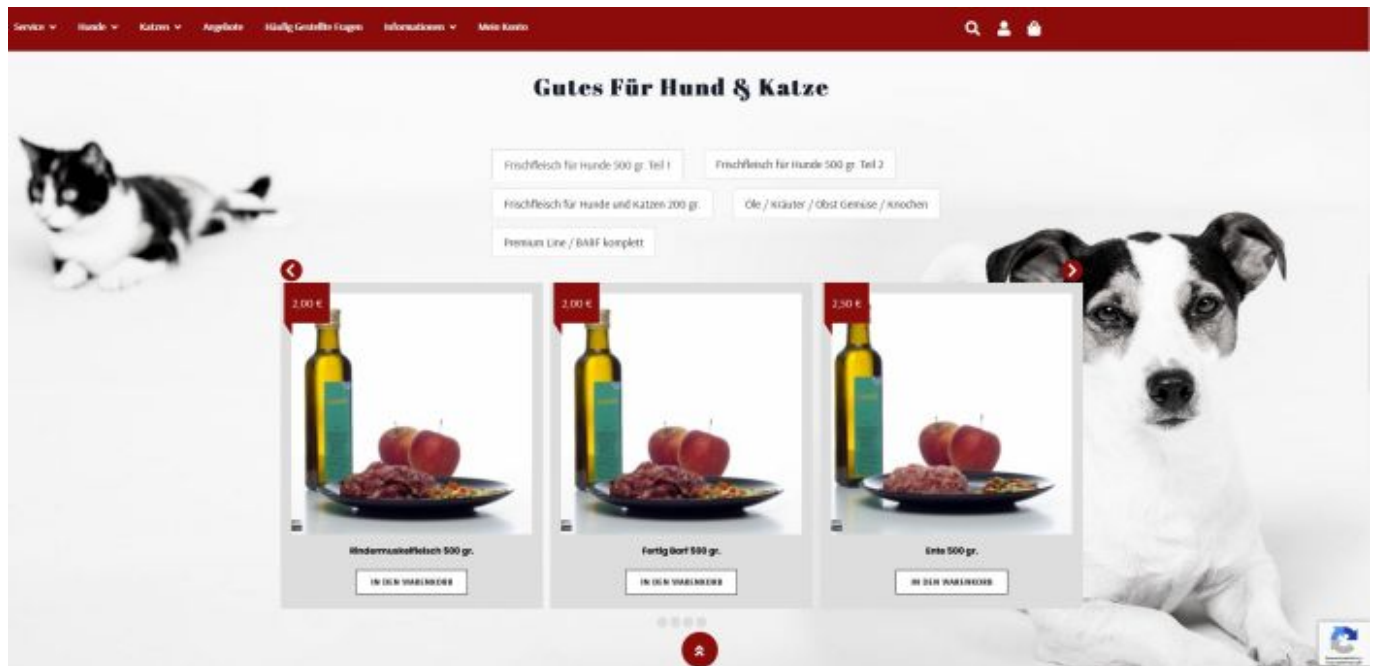 Service Hunde Katzen Angebote Häufig Gestellte Fragen Informationen Mein Konto
Gutes Für Hund & Katze
Frischfleisch für Hunde 500 gr. Teil 1 Frischfleisch für Hunde 500 gr. Teil 2
Frischfleisch für Hunde und Katzen 200 gr. Öle / Kräuter / Obst Gemüse / Knochen
Premium Line / BARF komplett
2,00 € 2,00 € 2,50 €
Rindermuskelfleisch 500 gr. Fertig Barf 500 gr. Ente 500 gr.
IN DEN WARENKORB IN DEN WARENKORB IN DEN WARENKORB